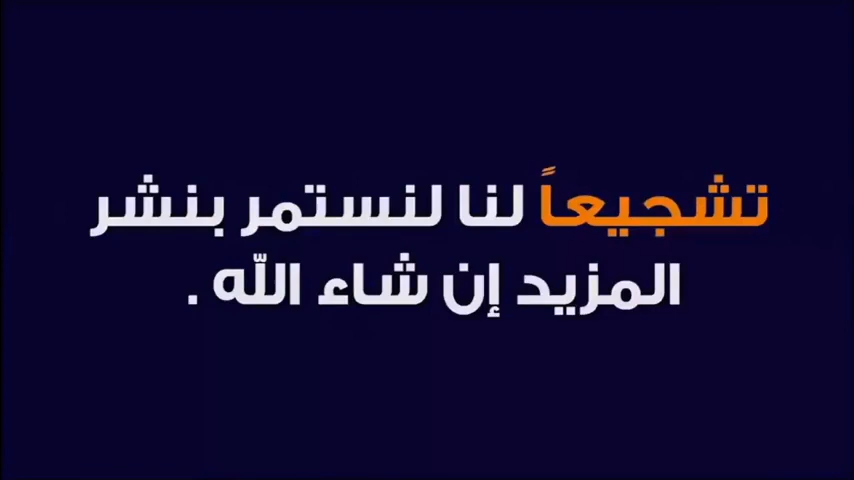 تشجيعاً لنا لنستمر بنشر
المزيد إن شاء الله .